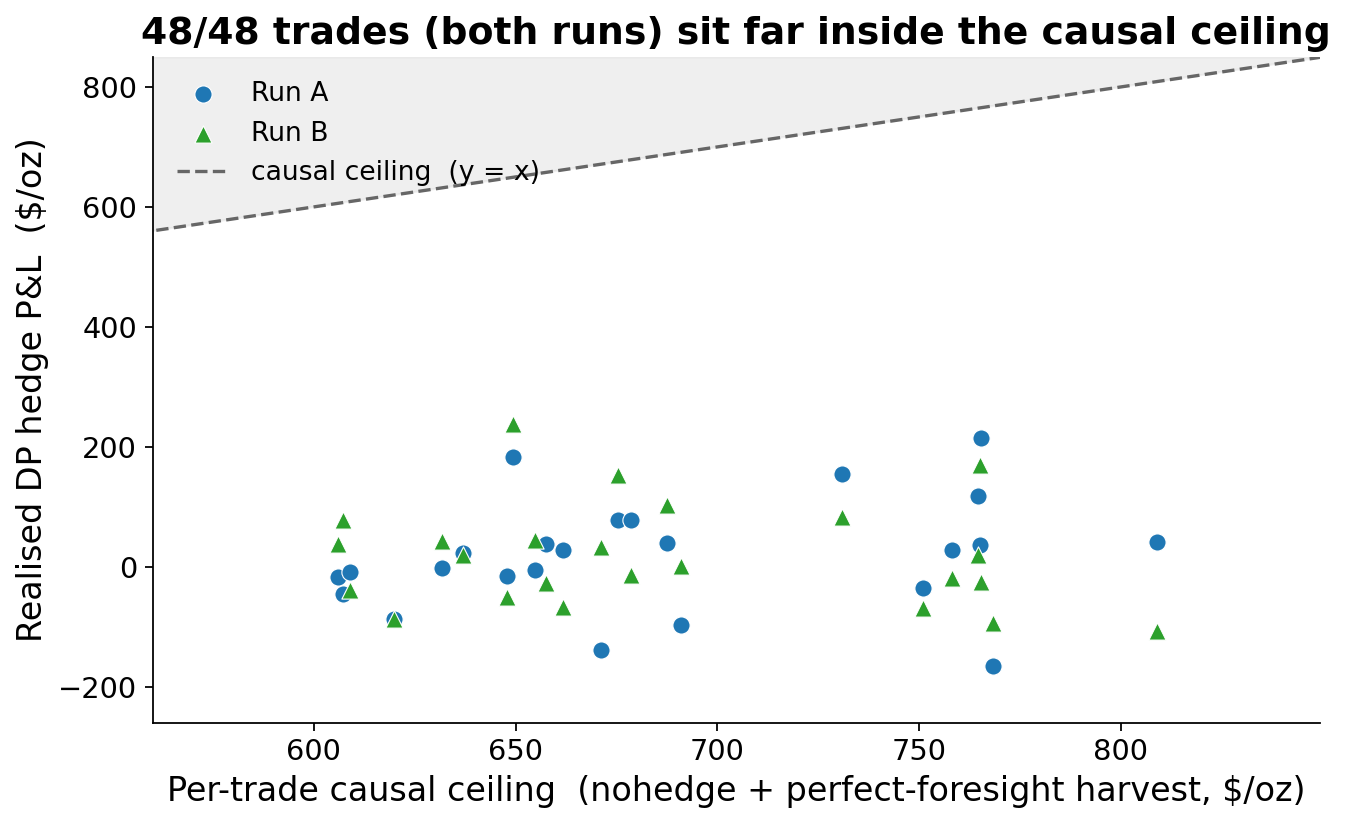 48/48 trades (both runs) sit far inside the causal ceiling
Run A
Run B
causal ceiling (y = x)
Realised DP hedge P&L ($/oz)
800
600
400
200
0
−200
600
650
700
750
800
Per-trade causal ceiling (nohedge + perfect-foresight harvest, $/oz)